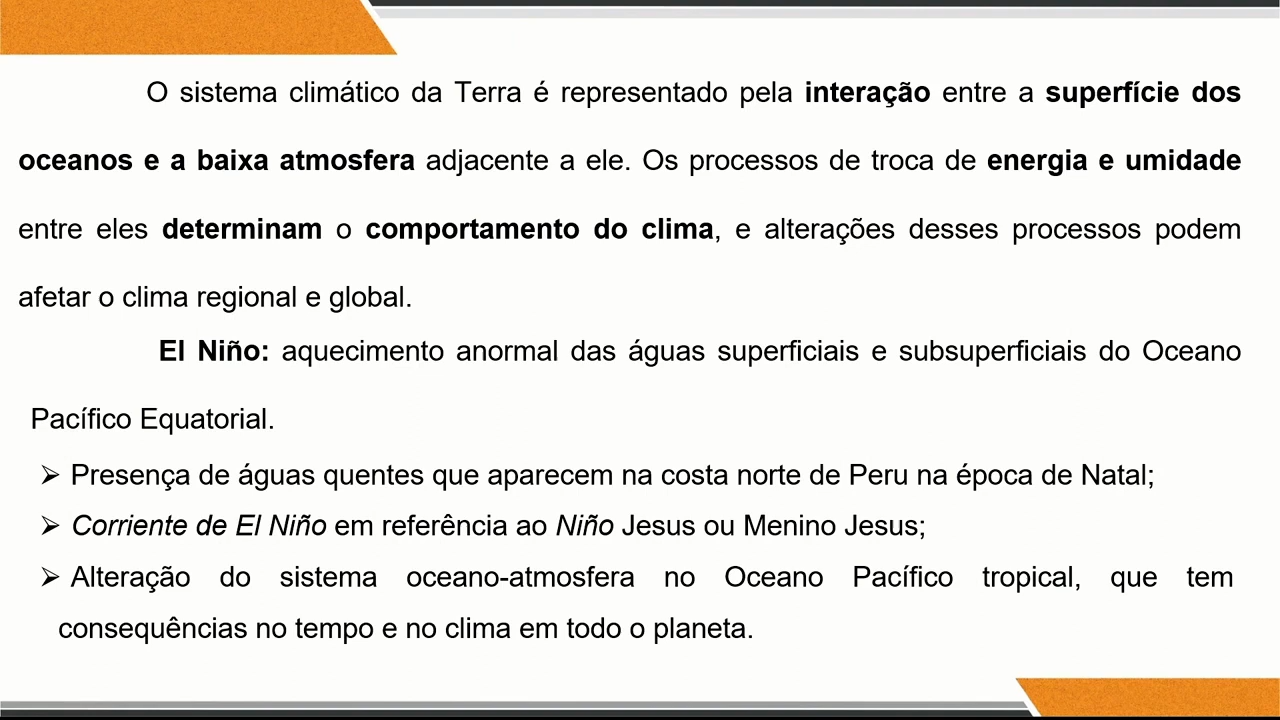 O sistema climático da Terra é representado pela interação entre a superfície dos
oceanos e a baixa atmosfera adjacente a ele. Os processos de troca de energia e umidade
entre eles determinam o comportamento do clima, e alterações desses processos podem
afetar o clima regional e global.
El Niño: aquecimento anormal das águas superficiais e subsuperficiais do Oceano
Pacífico Equatorial.
➢ Presença de águas quentes que aparecem na costa norte de Peru na época de Natal;
➢ Corriente de El Niño em referência ao Niño Jesus ou Menino Jesus;
➢ Alteração do sistema oceano-atmosfera no Oceano Pacífico tropical, que tem
consequências no tempo e no clima em todo o planeta.